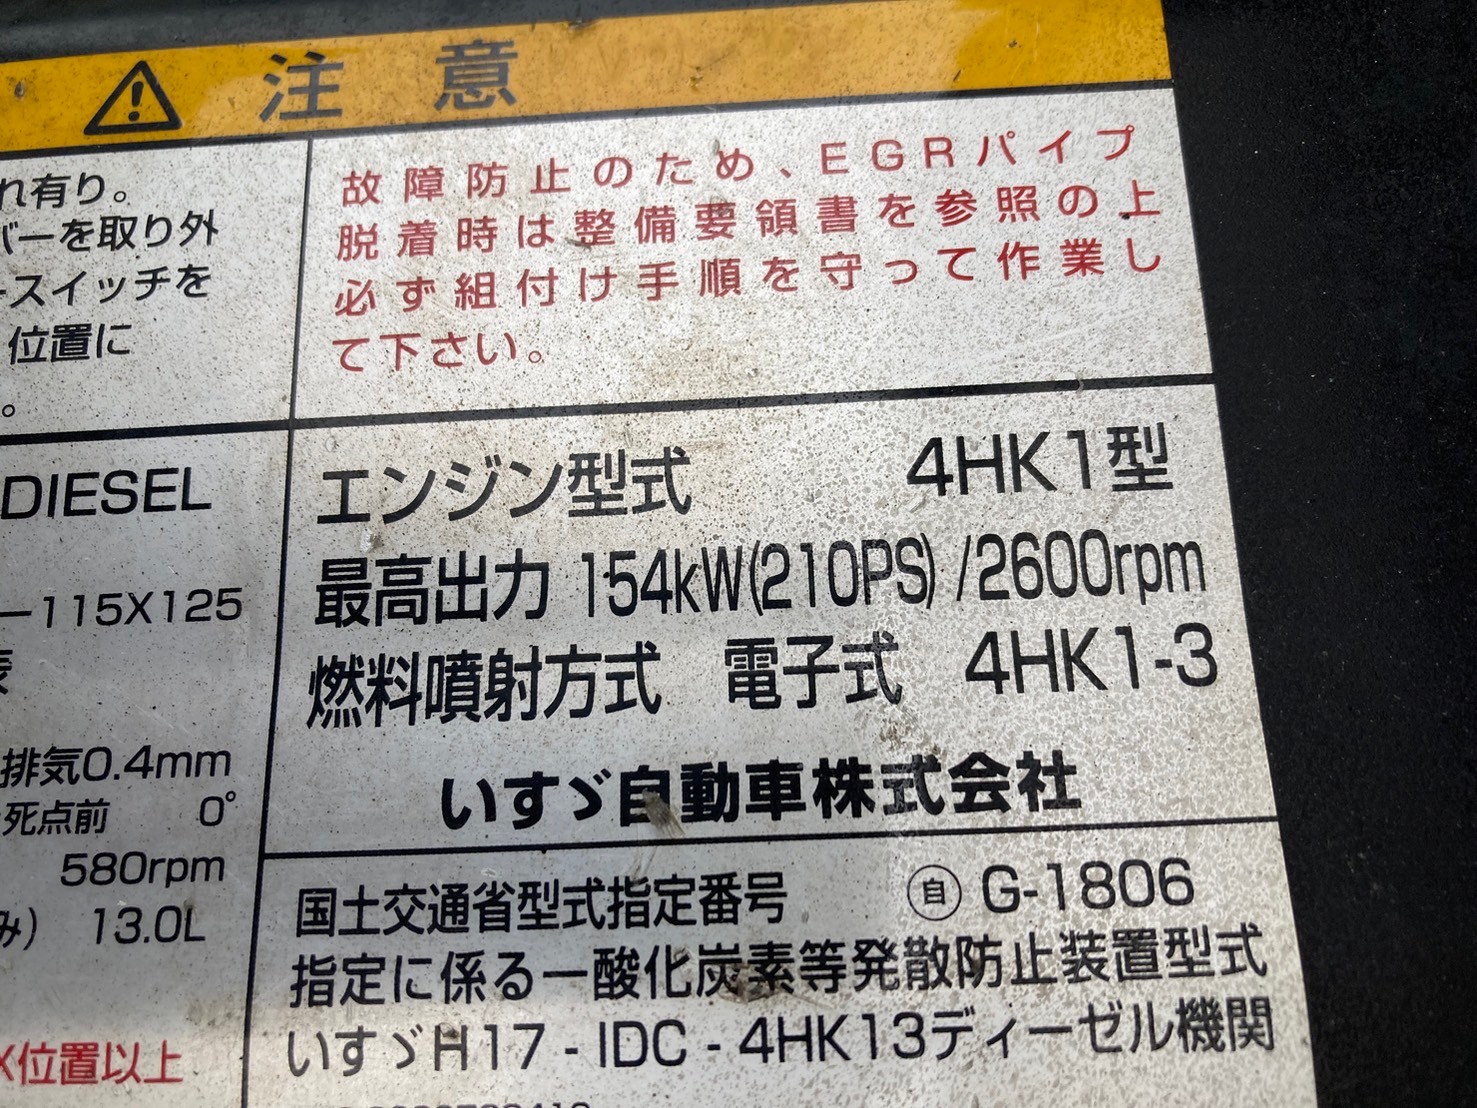 注意
れ有り。
バーを取り外
スイッチを
位置に
。
故障防止のため、EGRパイプ
脱着時は整備要領書を参照の上
必ず組付け手順を守って作業し
て下さい。
DIESEL
ー115X125
排気0.4mm
死点前 0°
580rpm
み) 13.0L
X位置以上
エンジン型式 4HK1型
最高出力 154kW(210PS)/2600rpm
燃料噴射方式 電子式 4HK1-3
いすゞ自動車株式会社
国土交通省型式指定番号 ㊀自 G-1806
指定に係る一酸化炭素等発散防止装置型式
いすゞH17 - IDC - 4HK13ディーゼル機関